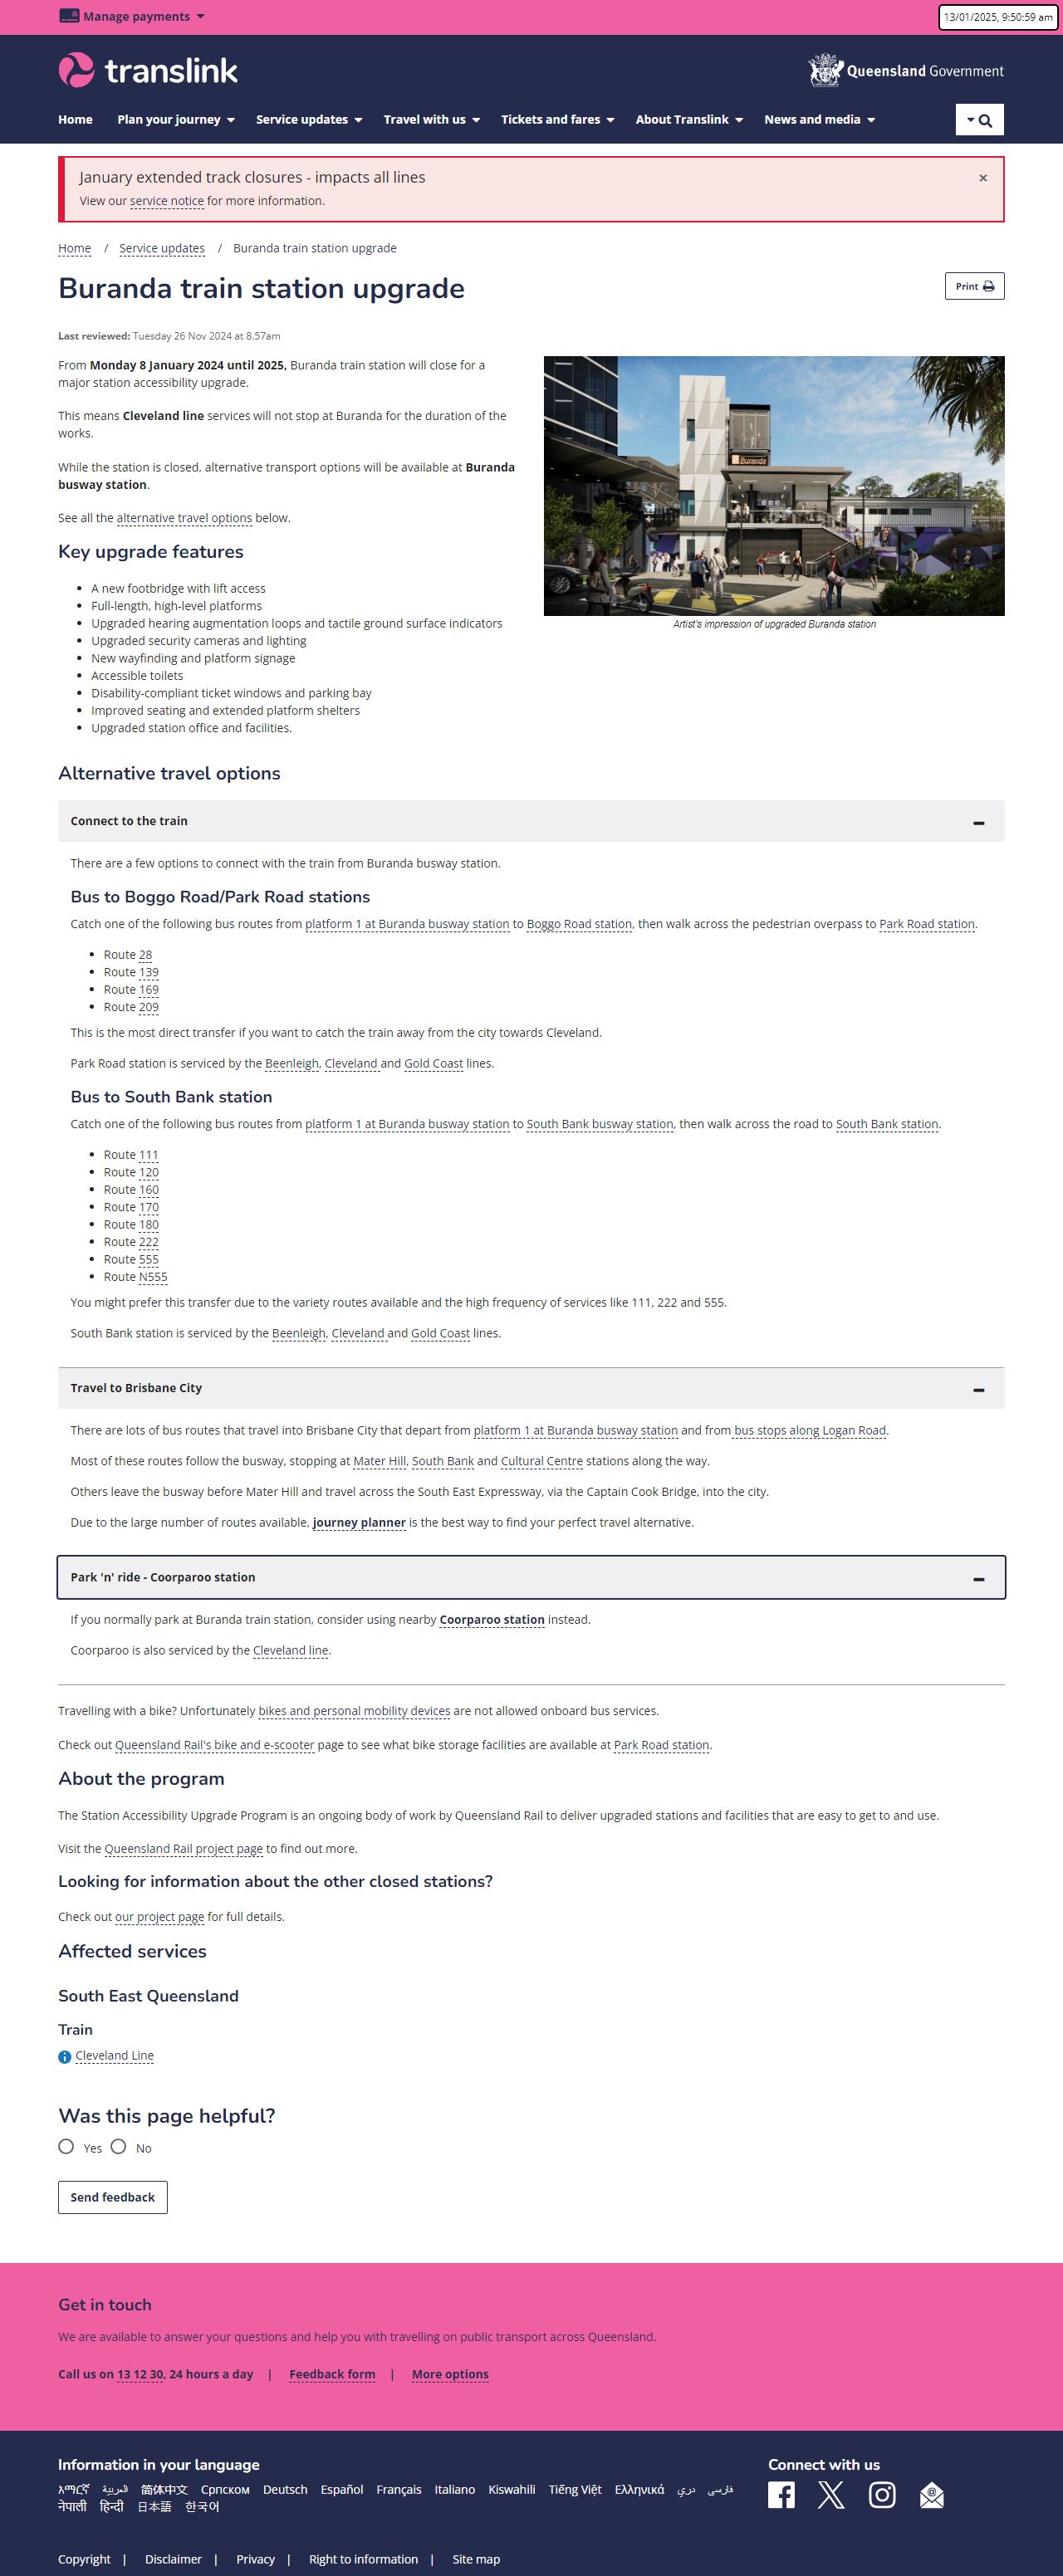 Manage payments
13/01/2025, 9:50:59 am
translink
Queensland Government
Home Plan your journey Service updates Travel with us Tickets and fares About Translink News and media
January extended track closures - impacts all lines
×
View our service notice for more information.
Home / Service updates / Buranda train station upgrade
Buranda train station upgrade
Print
Last reviewed: Tuesday 26 Nov 2024 at 8.57am
From Monday 8 January 2024 until 2025, Buranda train station will close for a
major station accessibility upgrade.
This means Cleveland line services will not stop at Buranda for the duration of the
works.
While the station is closed, alternative transport options will be available at Buranda
busway station.
See all the alternative travel options below.
Buranda
Artist's impression of upgraded Buranda station
Key upgrade features
• A new footbridge with lift access
• Full-length, high-level platforms
• Upgraded hearing augmentation loops and tactile ground surface indicators
• Upgraded security cameras and lighting
• New wayfinding and platform signage
• Accessible toilets
• Disability-compliant ticket windows and parking bay
• Improved seating and extended platform shelters
• Upgraded station office and facilities.
Alternative travel options
Connect to the train
There are a few options to connect with the train from Buranda busway station.
Bus to Boggo Road/Park Road stations
Catch one of the following bus routes from platform 1 at Buranda busway station to Boggo Road station, then walk across the pedestrian overpass to Park Road station.
• Route 28
• Route 139
• Route 169
• Route 209
This is the most direct transfer if you want to catch the train away from the city towards Cleveland.
Park Road station is serviced by the Beenleigh, Cleveland and Gold Coast lines.
Bus to South Bank station
Catch one of the following bus routes from platform 1 at Buranda busway station to South Bank busway station, then walk across the road to South Bank station.
• Route 111
• Route 120
• Route 160
• Route 170
• Route 180
• Route 222
• Route 555
• Route N555
You might prefer this transfer due to the variety routes available and the high frequency of services like 111, 222 and 555.
South Bank station is serviced by the Beenleigh, Cleveland and Gold Coast lines.
Travel to Brisbane City
There are lots of bus routes that travel into Brisbane City that depart from platform 1 at Buranda busway station and from bus stops along Logan Road.
Most of these routes follow the busway, stopping at Mater Hill, South Bank and Cultural Centre stations along the way.
Others leave the busway before Mater Hill and travel across the South East Expressway, via the Captain Cook Bridge, into the city.
Due to the large number of routes available, journey planner is the best way to find your perfect travel alternative.
Park 'n' ride - Coorparoo station
If you normally park at Buranda train station, consider using nearby Coorparoo station instead.
Coorparoo is also serviced by the Cleveland line.
Travelling with a bike? Unfortunately bikes and personal mobility devices are not allowed onboard bus services.
Check out Queensland Rail's bike and e-scooter page to see what bike storage facilities are available at Park Road station.
About the program
The Station Accessibility Upgrade Program is an ongoing body of work by Queensland Rail to deliver upgraded stations and facilities that are easy to get to and use.
Visit the Queensland Rail project page to find out more.
Looking for information about the other closed stations?
Check out our project page for full details.
Affected services
South East Queensland
Train
Cleveland Line
Was this page helpful?
Yes No
Send feedback
Get in touch
We are available to answer your questions and help you with travelling on public transport across Queensland.
Call us on 13 12 30, 24 hours a day | Feedback form | More options
Information in your language
Connect with us
አማርኛ العربية 简体中文 Српском Deutsch Español Français Italiano Kiswahili Tiếng Việt Ελληνικά دری فارسی
नेपाली हिन्दी 日本語 한국어
Copyright | Disclaimer | Privacy | Right to information | Site map